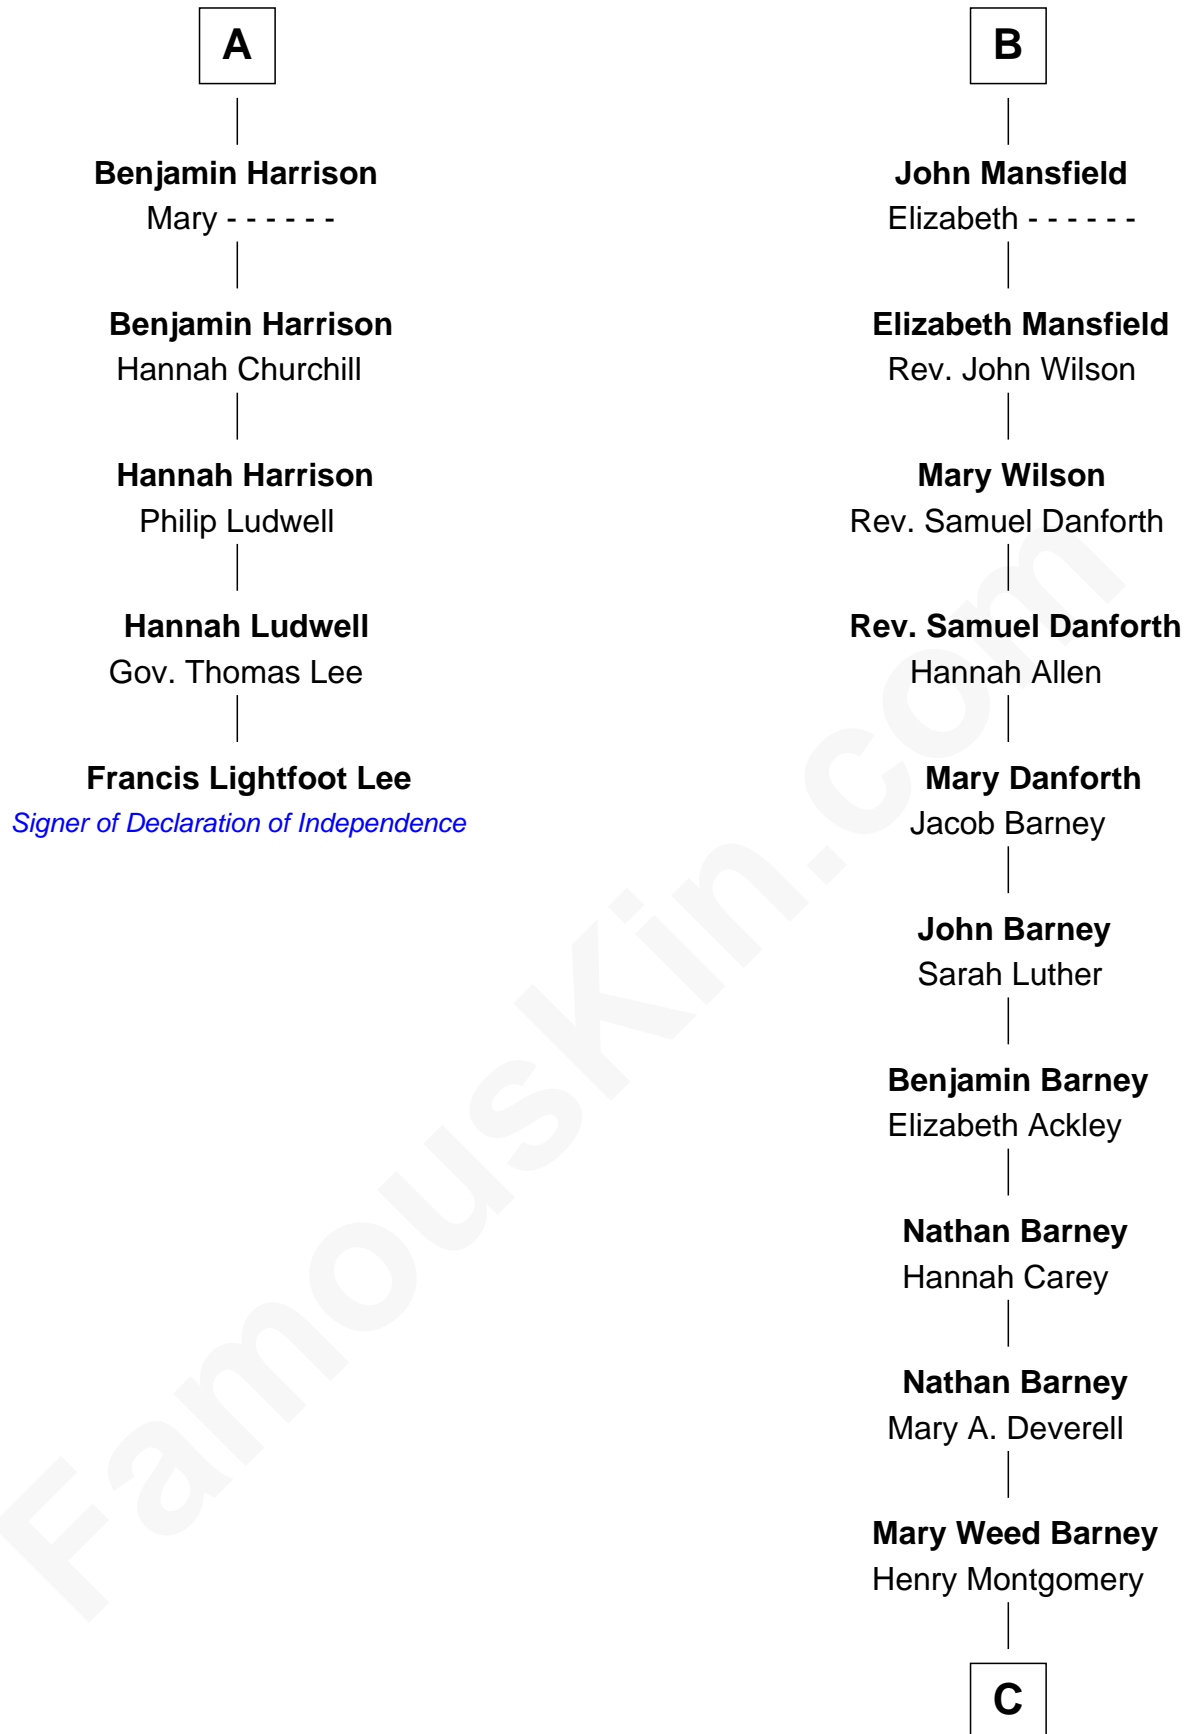 A
Benjamin Harrison
Mary - - - - - -
Benjamin Harrison
Hannah Churchill
Hannah Harrison
Philip Ludwell
Hannah Ludwell
Gov. Thomas Lee
Francis Lightfoot Lee
Signer of Declaration of Independence
B
John Mansfield
Elizabeth - - - - - -
Elizabeth Mansfield
Rev. John Wilson
Mary Wilson
Rev. Samuel Danforth
Rev. Samuel Danforth
Hannah Allen
Mary Danforth
Jacob Barney
John Barney
Sarah Luther
Benjamin Barney
Elizabeth Ackley
Nathan Barney
Hannah Carey
Nathan Barney
Mary A. Deverell
Mary Weed Barney
Henry Montgomery
C
FamousKin.com